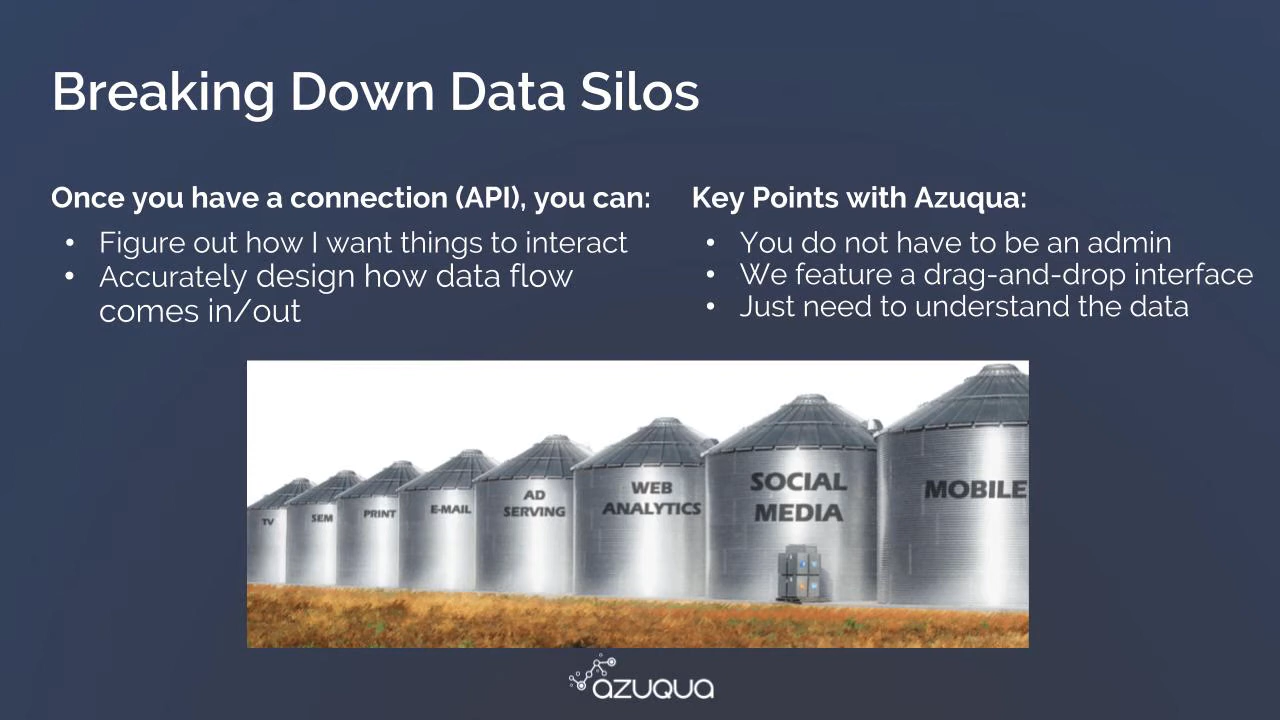 Breaking Down Data Silos
Once you have a connection (API), you can:
• Figure out how I want things to interact
• Accurately design how data flow
comes in/out
Key Points with Azuqua:
• You do not have to be an admin
• We feature a drag-and-drop interface
• Just need to understand the data
TV
SEM
PRINT
E-MAIL
AD
SERVING
WEB
ANALYTICS
SOCIAL
MEDIA
MOBILE
azuqua